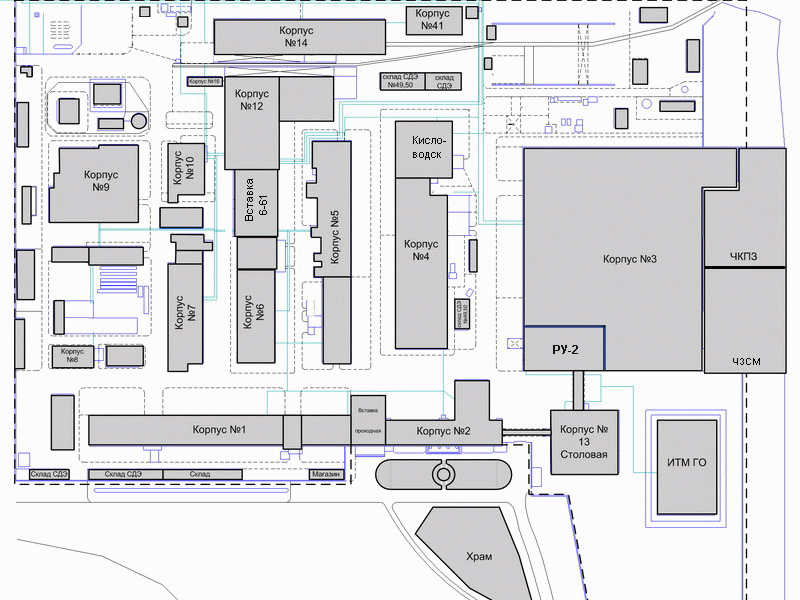 Корпус
№41
Корпус
№14
Корпус №16
склад СДЭ
№49,50
склад
СДЭ
Корпус
№12
Кисло-
водск
Корпус
№10
Корпус
№9
Вставка
6-61
Корпус №5
Корпус
№4
Корпус №3
ЧКПЗ
Корпус
№7
Корпус
№6
склад СДЭ
№49,50
РУ-2
Корпус
№8
ЧЗСМ
Вставка
проходная
Корпус №1
Корпус №2
Корпус №
13
Столовая
ИТМ ГО
Склад СДЭ
Склад СДЭ
Склад
Магазин
Храм